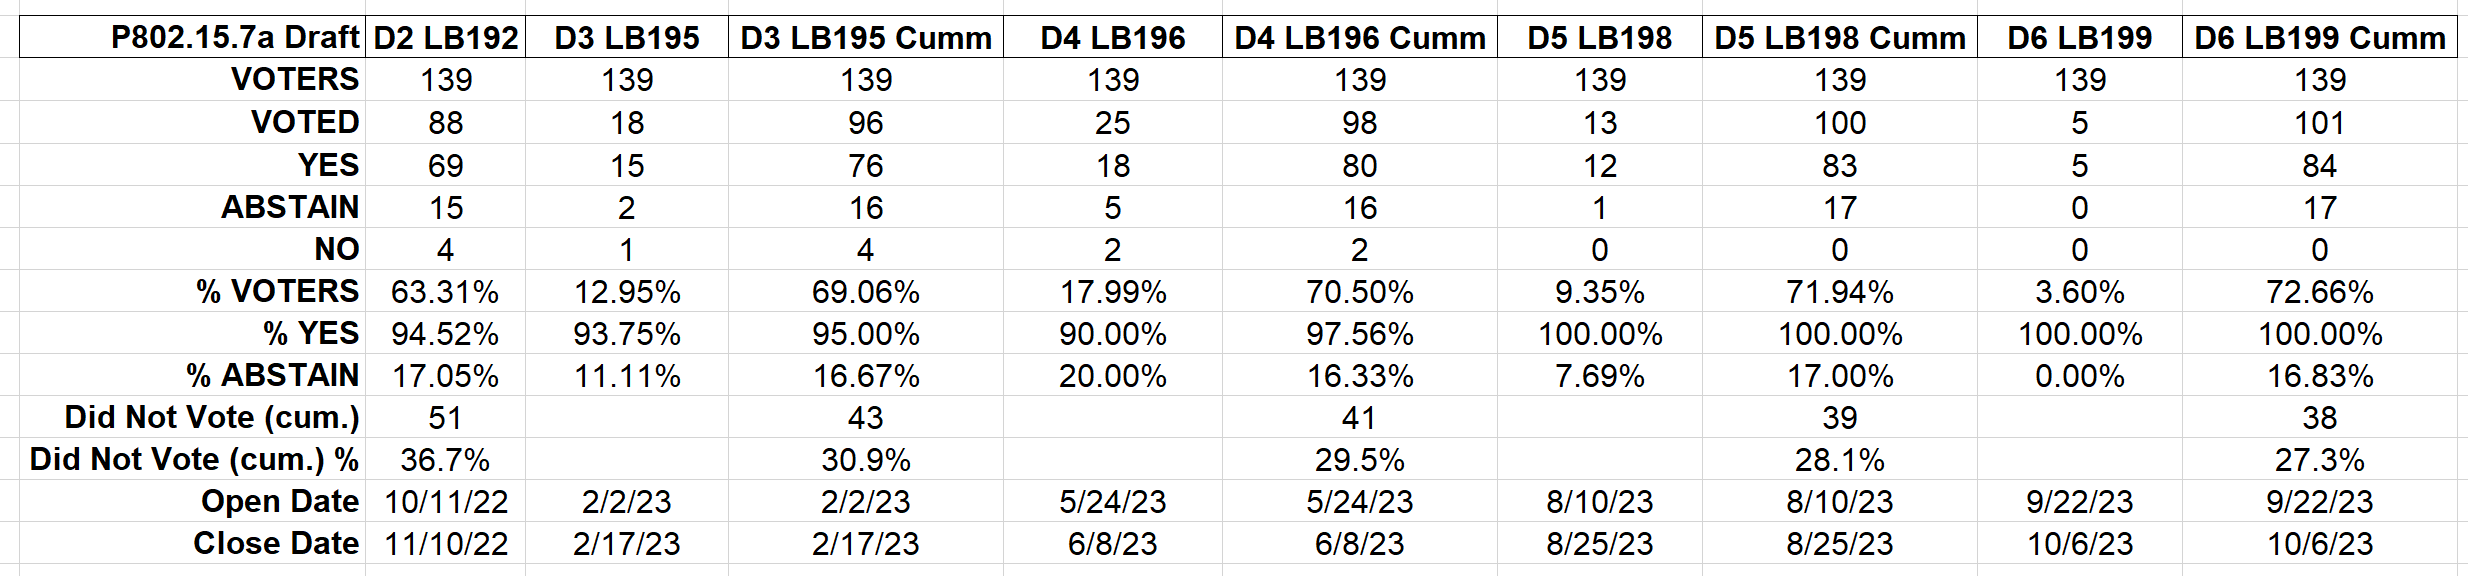 P802.15.7a Draft D2 LB192 D3 LB195 D3 LB195 Cumm D4 LB196 D4 LB196 Cumm D5 LB198 D5 LB198 Cumm D6 LB199 D6 LB199 Cumm
VOTERS 139 139 139 139 139 139 139 139 139
VOTED 88 18 96 25 98 13 100 5 101
YES 69 15 76 18 80 12 83 5 84
ABSTAIN 15 2 16 5 16 1 17 0 17
NO 4 1 4 2 2 0 0 0 0
% VOTERS 63.31% 12.95% 69.06% 17.99% 70.50% 9.35% 71.94% 3.60% 72.66%
% YES 94.52% 93.75% 95.00% 90.00% 97.56% 100.00% 100.00% 100.00% 100.00%
% ABSTAIN 17.05% 11.11% 16.67% 20.00% 16.33% 7.69% 17.00% 0.00% 16.83%
Did Not Vote (cum.) 51 43 41 39 38
Did Not Vote (cum.) % 36.7% 30.9% 29.5% 28.1% 27.3%
Open Date 10/11/22 2/2/23 2/2/23 5/24/23 5/24/23 8/10/23 8/10/23 9/22/23 9/22/23
Close Date 11/10/22 2/17/23 2/17/23 6/8/23 6/8/23 8/25/23 8/25/23 10/6/23 10/6/23